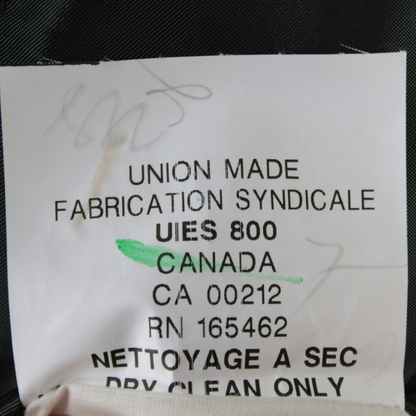 UNION MADE
FABRICATION SYNDICALE
UIES 800
CANADA
CA 00212
RN 165462
NETTOYAGE A SEC
DRY CLEAN ONLY